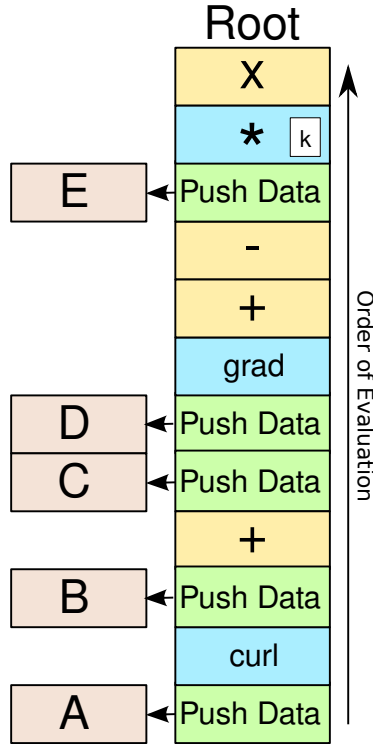 Root
X
* k
E Push Data
-
+
grad
D Push Data
C Push Data
+
B Push Data
curl
A Push Data
Order of Evaluation